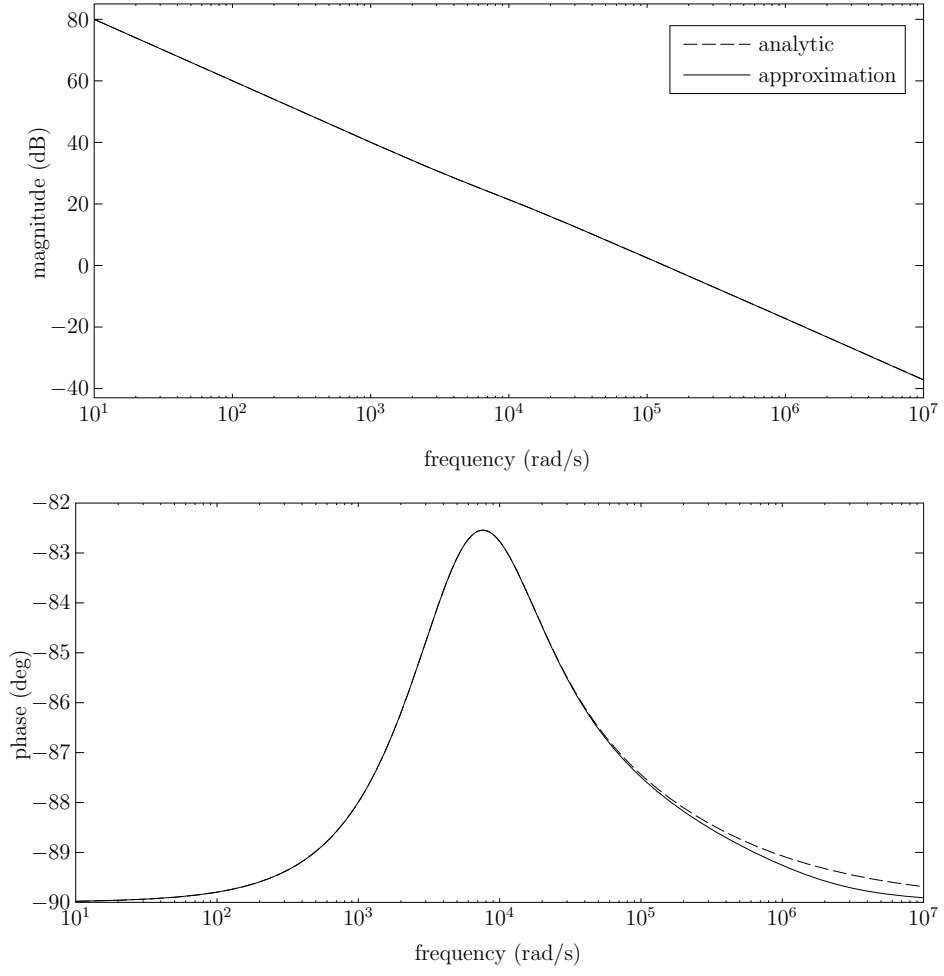 80
60
40
20
0
−20
−40
magnitude (dB)
analytic
approximation
10^1 10^2 10^3 10^4 10^5 10^6 10^7
frequency (rad/s)
−82
−83
−84
−85
−86
−87
−88
−89
−90
phase (deg)
10^1 10^2 10^3 10^4 10^5 10^6 10^7
frequency (rad/s)